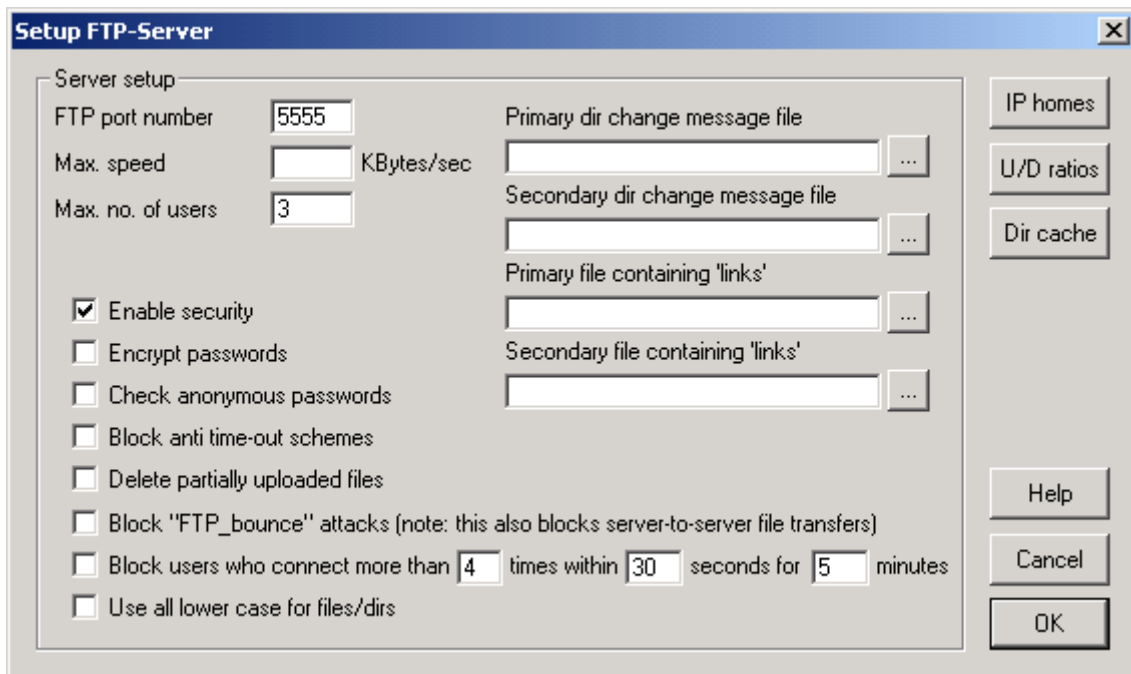 Setup FTP-Server
Server setup
FTP port number 5555
Max. speed KBytes/sec
Max. no. of users 3
Primary dir change message file
...
Secondary dir change message file
...
Primary file containing 'links'
...
Secondary file containing 'links'
...
Enable security
Encrypt passwords
Check anonymous passwords
Block anti time-out schemes
Delete partially uploaded files
Block "FTP_bounce" attacks (note: this also blocks server-to-server file transfers)
Block users who connect more than 4 times within 30 seconds for 5 minutes
Use all lower case for files/dirs
IP homes
U/D ratios
Dir cache
Help
Cancel
OK